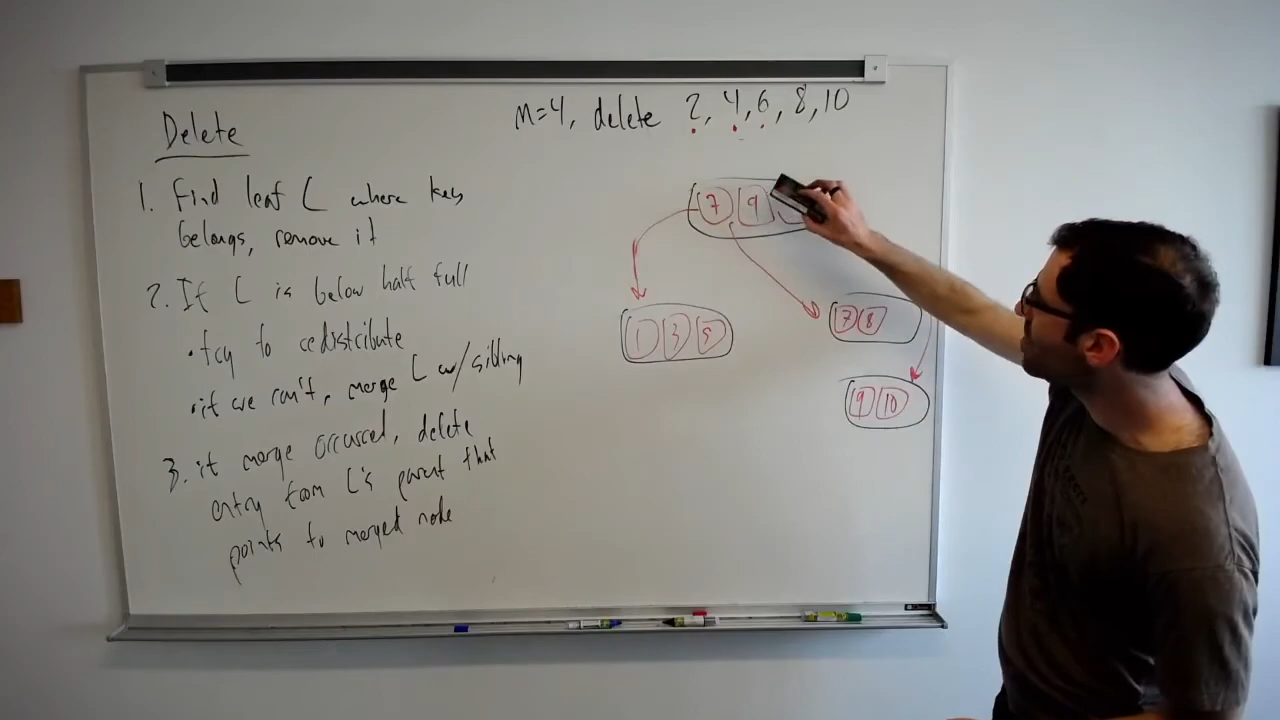 Delete
1. Find leaf L where key
belongs, remove it
2. If L is below half full
• try to redistribute
• if we can't, merge L w/ sibling
3. if merge occurred, delete
entry from L's parent that
points to merged node
M=4, delete 2, 4, 6, 8, 10
7 9
1 3 5
7 8
9 10